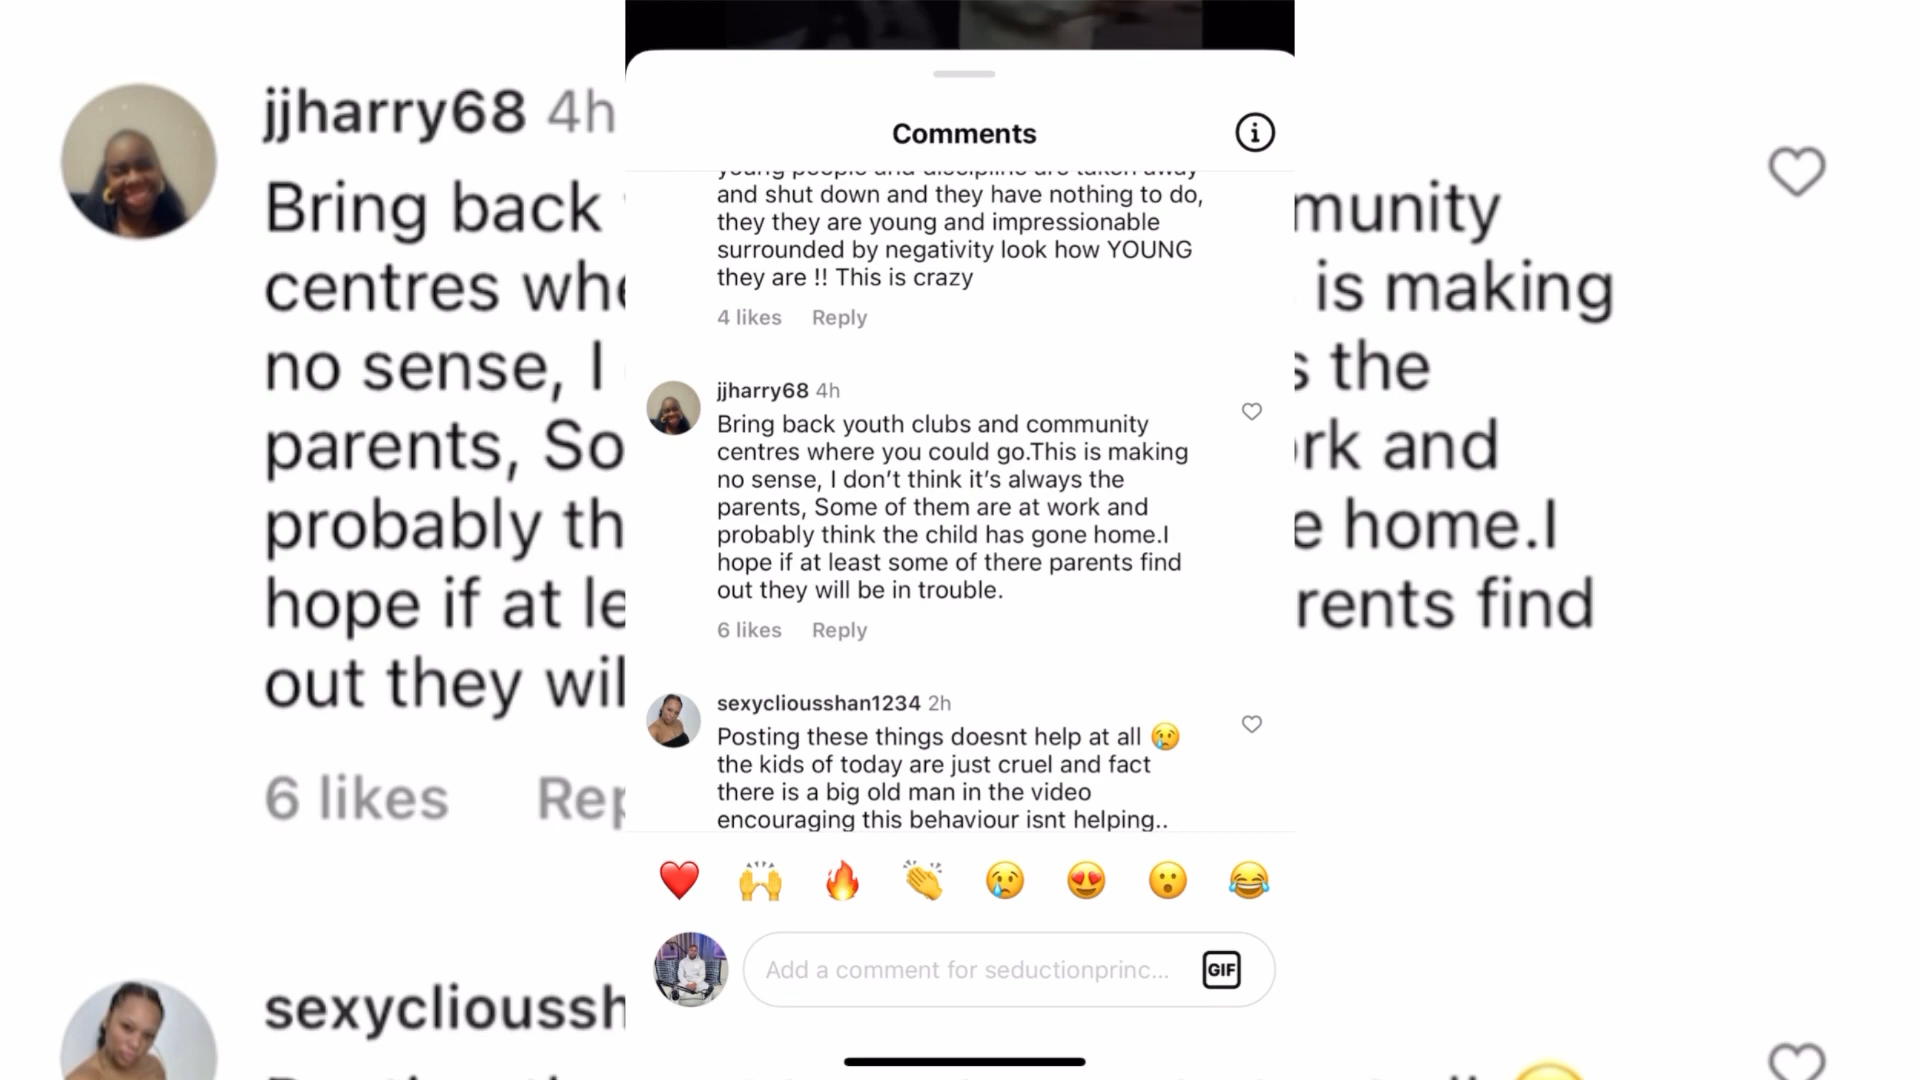 Comments
young people and discipline are taken away
and shut down and they have nothing to do,
they they are young and impressionable
surrounded by negativity look how YOUNG
they are !! This is crazy
4 likes Reply
jjharry68 4h
Bring back youth clubs and community
centres where you could go.This is making
no sense, I don’t think it’s always the
parents, Some of them are at work and
probably think the child has gone home.I
hope if at least some of there parents find
out they will be in trouble.
6 likes Reply
sexycliousshan1234 2h
Posting these things doesnt help at all 😢
the kids of today are just cruel and fact
there is a big old man in the video
encouraging this behaviour isnt helping..
❤️ 🙌 🔥 👏 😢 😍 😮 😂
Add a comment for seductionprinc...
GIF
jjharry68 4h
Bring back
centres whe
no sense, I
parents, So
probably th
hope if at le
out they wil
6 likes Rep
sexyclioussh
munity
is making
s the
rk and
e home.I
rents find